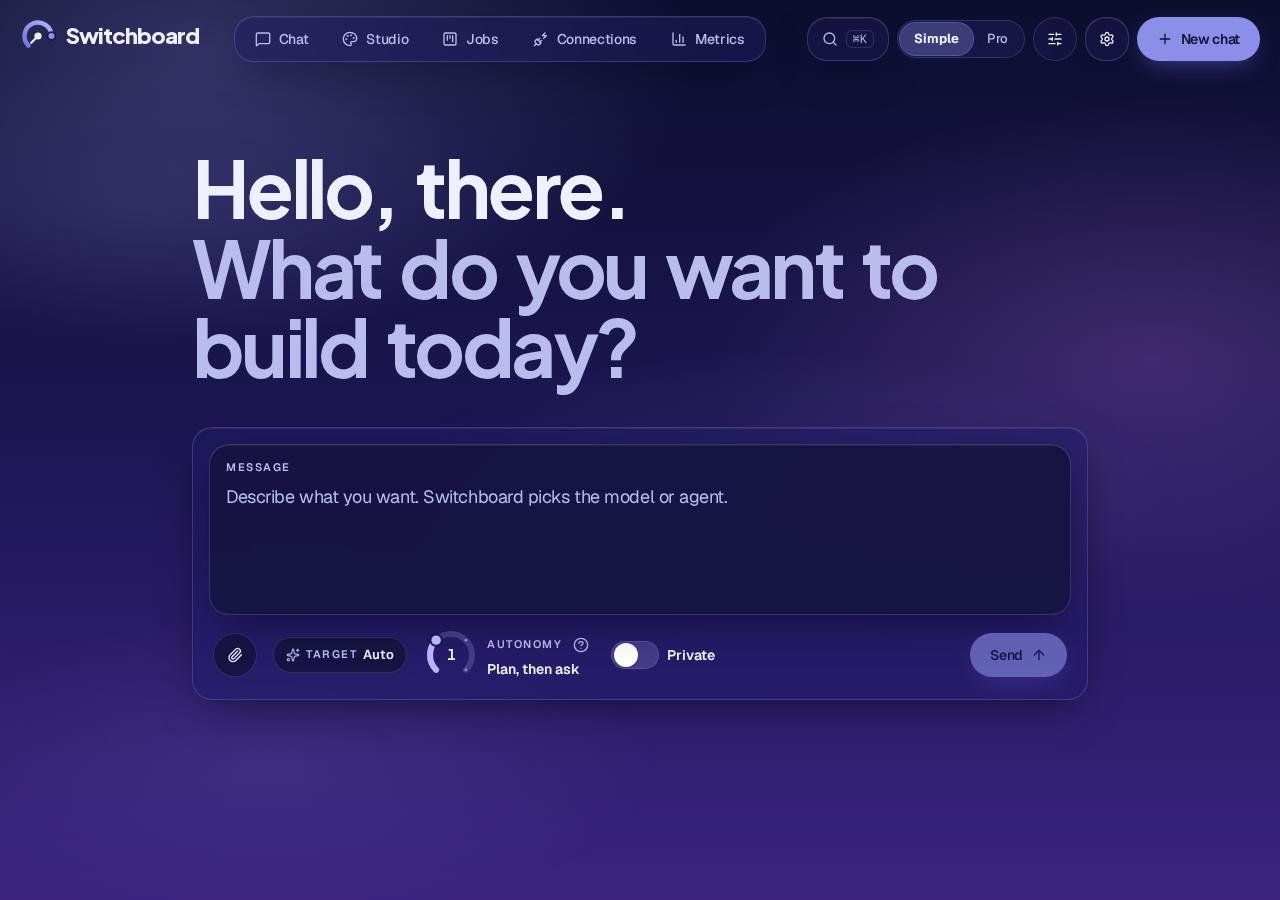 Switchboard
Chat
Studio
Jobs
Connections
Metrics
⌘K
Simple
Pro
New chat
Hello, there.
What do you want to
build today?
MESSAGE
Describe what you want. Switchboard picks the model or agent.
TARGET Auto
1
AUTONOMY
Plan, then ask
Private
Send